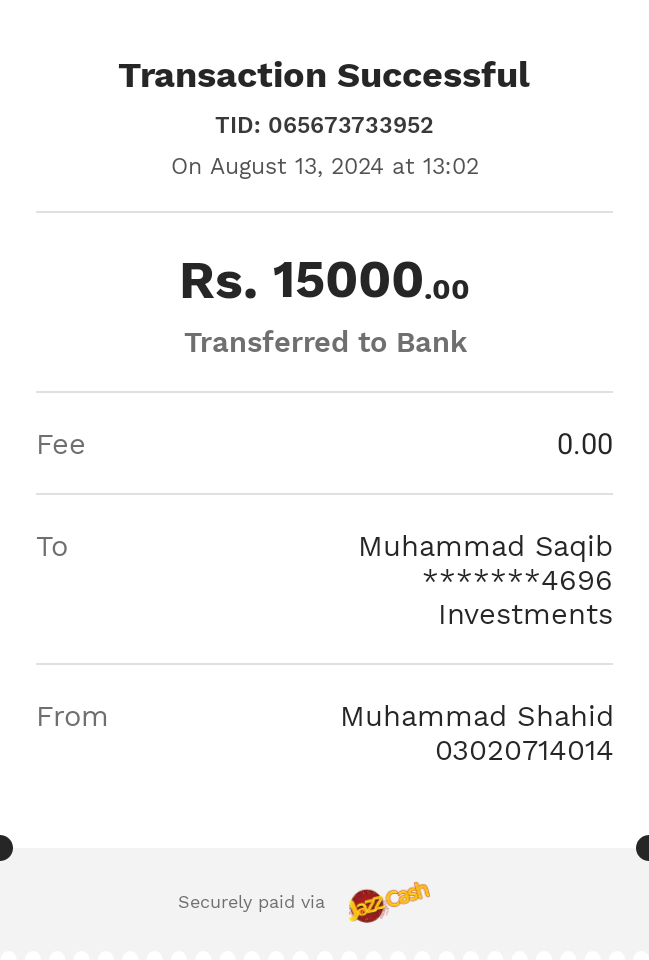 Transaction Successful
TID: 065673733952
On August 13, 2024 at 13:02
Rs. 15000.00
Transferred to Bank
Fee 0.00
To Muhammad Saqib
*******4696
Investments
From Muhammad Shahid
03020714014
Securely paid via JazzCash